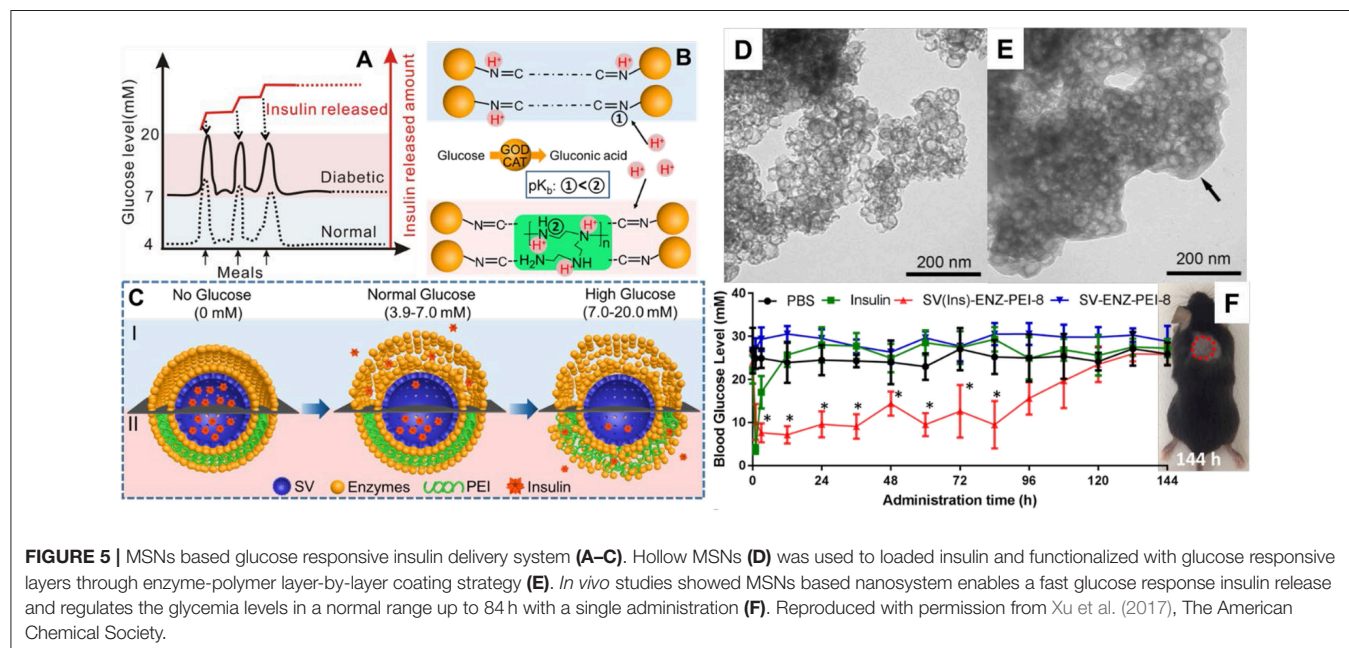 A
Glucose level(mM)
20
7
4
Insulin released
Diabetic
Normal
Meals
Insulin released amount
B
H⁺ H⁺
N=C C=N
N=C C=N
H⁺ ①
Glucose GOD CAT Gluconic acid
H⁺
H⁺ H⁺
pKb: ①<②
N=C C=N
H ② H⁺
N N n
H⁺
N=C H₂N H⁺ NH C=N
C
No Glucose
(0 mM)
Normal Glucose
(3.9-7.0 mM)
High Glucose
(7.0-20.0 mM)
I
II
SV Enzymes PEI Insulin
D
200 nm
E
200 nm
F
PBS Insulin SV(Ins)-ENZ-PEI-8 SV-ENZ-PEI-8
Blood Glucose Level (mM)
40
30
20
10
0
* * * * * * * *
0 24 48 72 96 120 144
Administration time (h)
144 h
FIGURE 5 | MSNs based glucose responsive insulin delivery system (A–C). Hollow MSNs (D) was used to loaded insulin and functionalized with glucose responsive
layers through enzyme-polymer layer-by-layer coating strategy (E). In vivo studies showed MSNs based nanosystem enables a fast glucose response insulin release
and regulates the glycemia levels in a normal range up to 84 h with a single administration (F). Reproduced with permission from Xu et al. (2017), The American
Chemical Society.